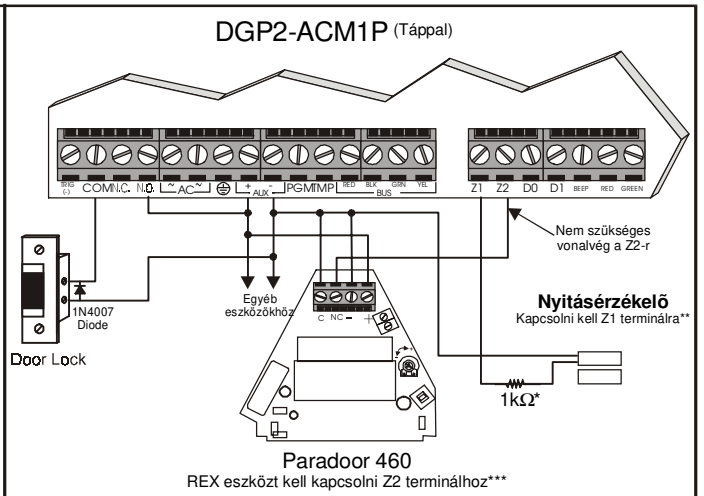 DGP2-ACM1P (Táppal)
TRIG (-) COM N.C. N.O. ~ AC ~ + - AUX PGM TMP RED BLK GRN YEL BUS Z1 Z2 D0 D1 BEEP RED GREEN
Nem szükséges
vonalvég a Z2-r
1N4007
Diode
Door Lock
Egyéb
eszközökhöz
C NC - +
- +
Nyitásérzékelõ
Kapcsolni kell Z1 terminálra**
1kΩ*
Paradoor 460
REX eszközt kell kapcsolni Z2 terminálhoz***